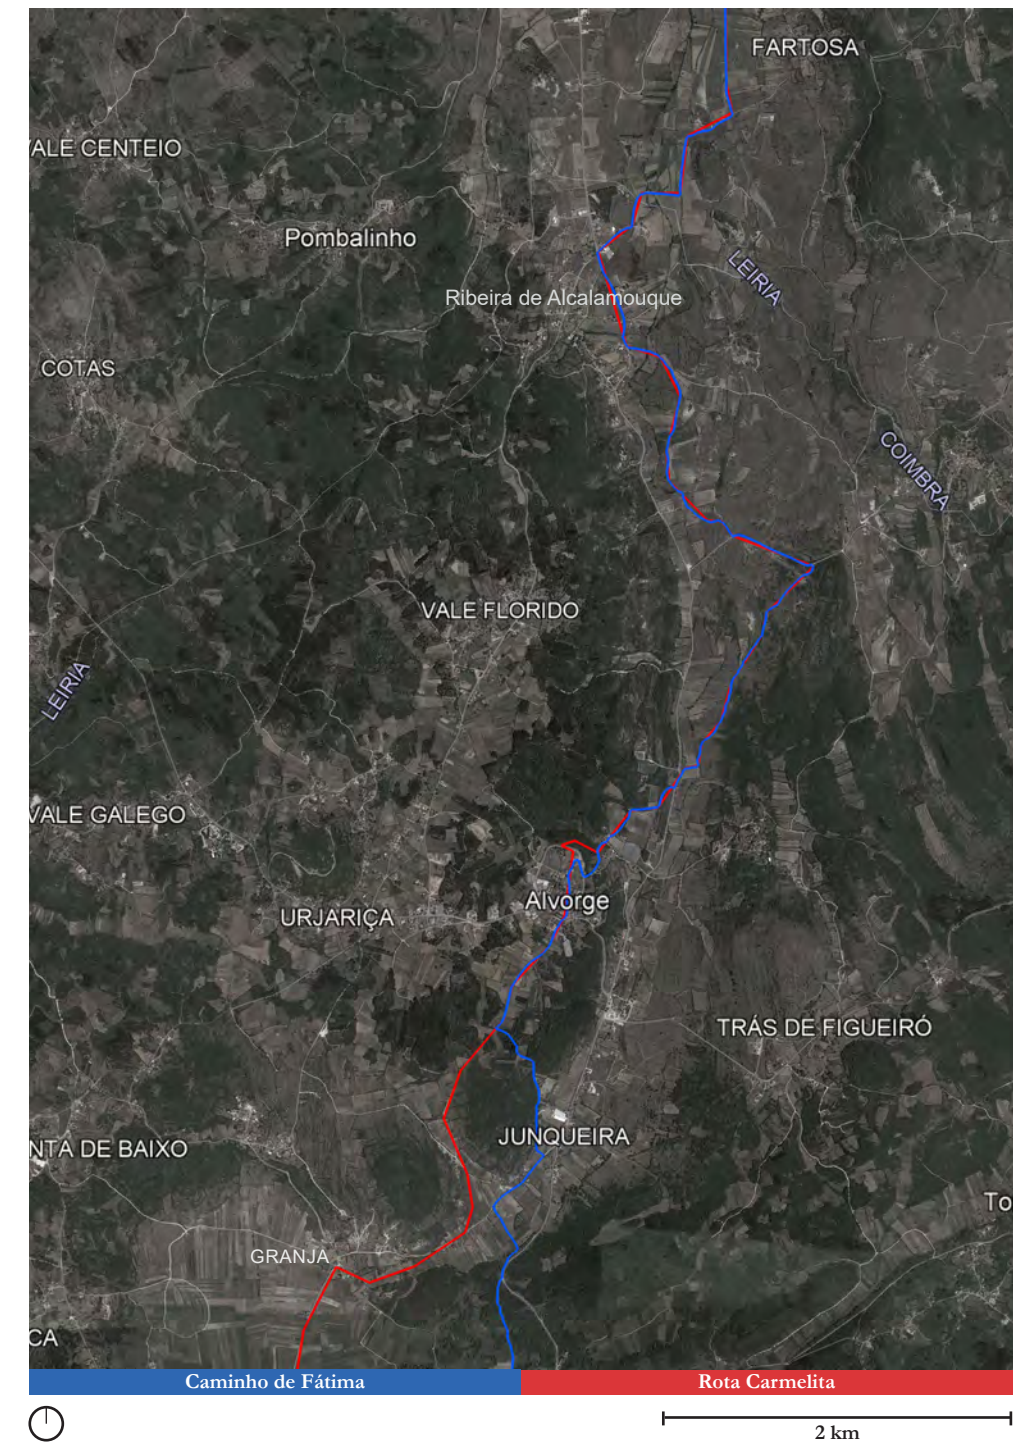 FARTOSA
VALE CENTEIO
Pombalinho
LEIRIA
Ribeira de Alcalamouque
COTAS
COIMBRA
VALE FLORIDO
LEIRIA
VALE GALEGO
Alvorge
URJARIÇA
TRÁS DE FIGUEIRÓ
JUNQUEIRA
NTA DE BAIXO
To
GRANJA
CA
Caminho de Fátima
Rota Carmelita
2 km